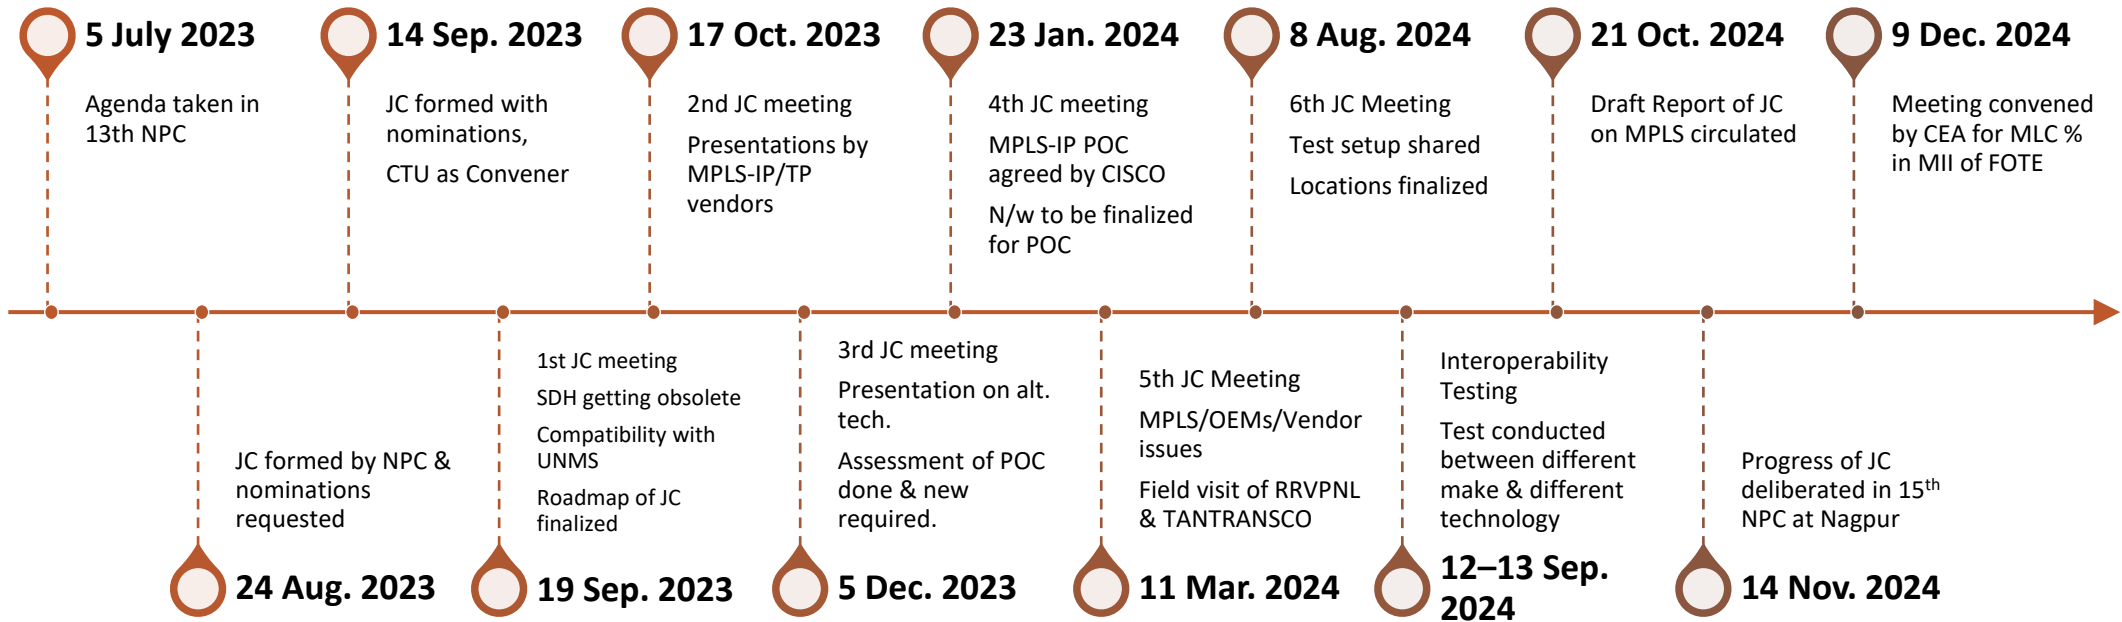 5 July 2023
Agenda taken in
13th NPC
14 Sep. 2023
JC formed with
nominations,
CTU as Convener
17 Oct. 2023
2nd JC meeting
Presentations by
MPLS-IP/TP
vendors
23 Jan. 2024
4th JC meeting
MPLS-IP POC
agreed by CISCO
N/w to be finalized
for POC
8 Aug. 2024
6th JC Meeting
Test setup shared
Locations finalized
21 Oct. 2024
Draft Report of JC
on MPLS circulated
9 Dec. 2024
Meeting convened
by CEA for MLC %
in MII of FOTE
JC formed by NPC &
nominations
requested
24 Aug. 2023
1st JC meeting
SDH getting obsolete
Compatibility with
UNMS
Roadmap of JC
finalized
19 Sep. 2023
3rd JC meeting
Presentation on alt.
tech.
Assessment of POC
done & new
required.
5 Dec. 2023
5th JC Meeting
MPLS/OEMs/Vendor
issues
Field visit of RRVPNL
& TANTRANSCO
11 Mar. 2024
Interoperability
Testing
Test conducted
between different
make & different
technology
12–13 Sep.
2024
Progress of JC
deliberated in 15th
NPC at Nagpur
14 Nov. 2024